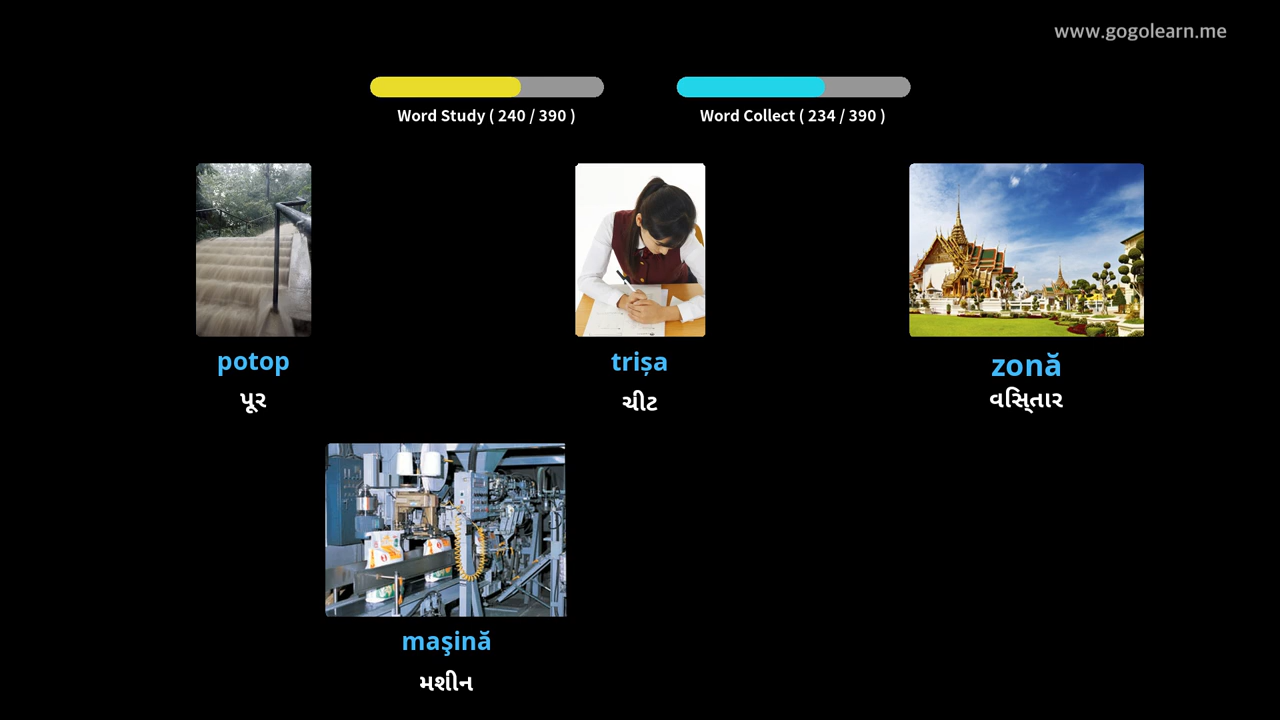 www.gogolearn.me
Word Study ( 240 / 390 )
Word Collect ( 234 / 390 )
potop
પૂર
trișa
ચીટ
zonă
વસ્તિાર
maşină
મશીન